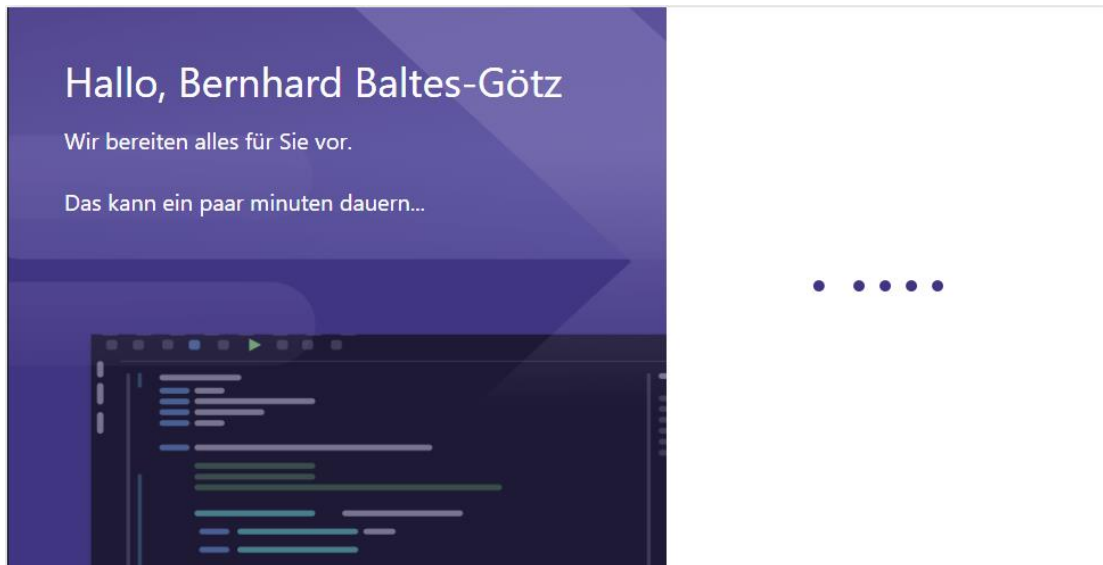 Hallo, Bernhard Baltes-Götz
Wir bereiten alles für Sie vor.
Das kann ein paar minuten dauern...